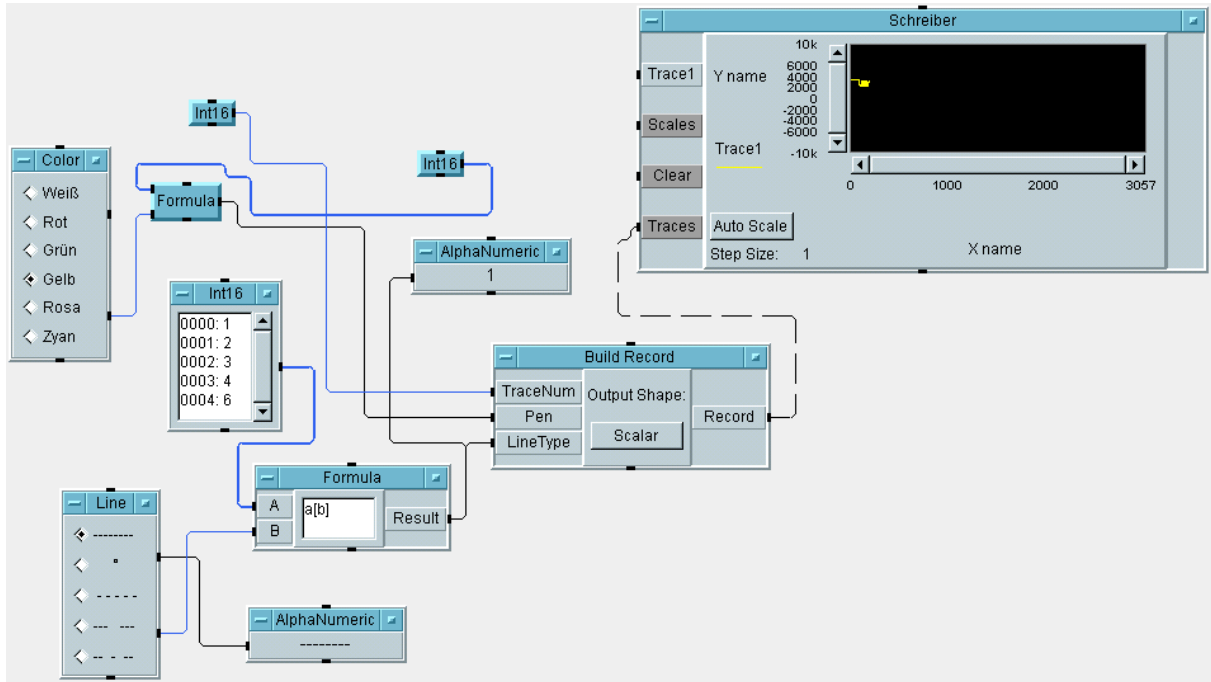 Schreiber
10k
Trace1
Y name
6000
4000
2000
0
-2000
-4000
-6000
-10k
Scales
Trace1
Clear
0 1000 2000 3057
Traces
Auto Scale
Step Size: 1
X name
Int16
Int16
Color
Weiß
Rot
Grün
Gelb
Rosa
Zyan
Formula
AlphaNumeric
1
Int16
0000: 1
0001: 2
0002: 3
0003: 4
0004: 6
Build Record
TraceNum
Pen
LineType
Output Shape:
Scalar
Record
Formula
A
B
a[b]
Result
Line
--------
- - - - -
--- ---
-- - --
AlphaNumeric
--------